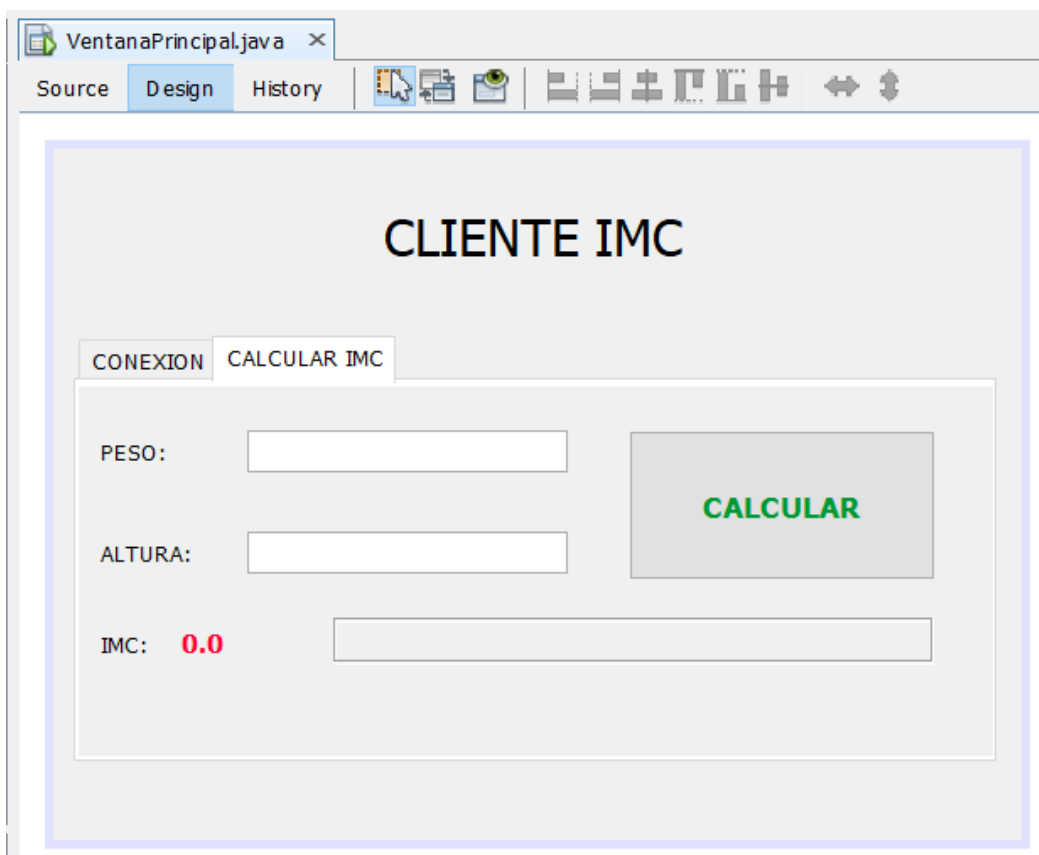 VentanaPrincipal.java
Source Design History
CLIENTE IMC
CONEXION CALCULAR IMC
PESO:
CALCULAR
ALTURA:
IMC: 0.0